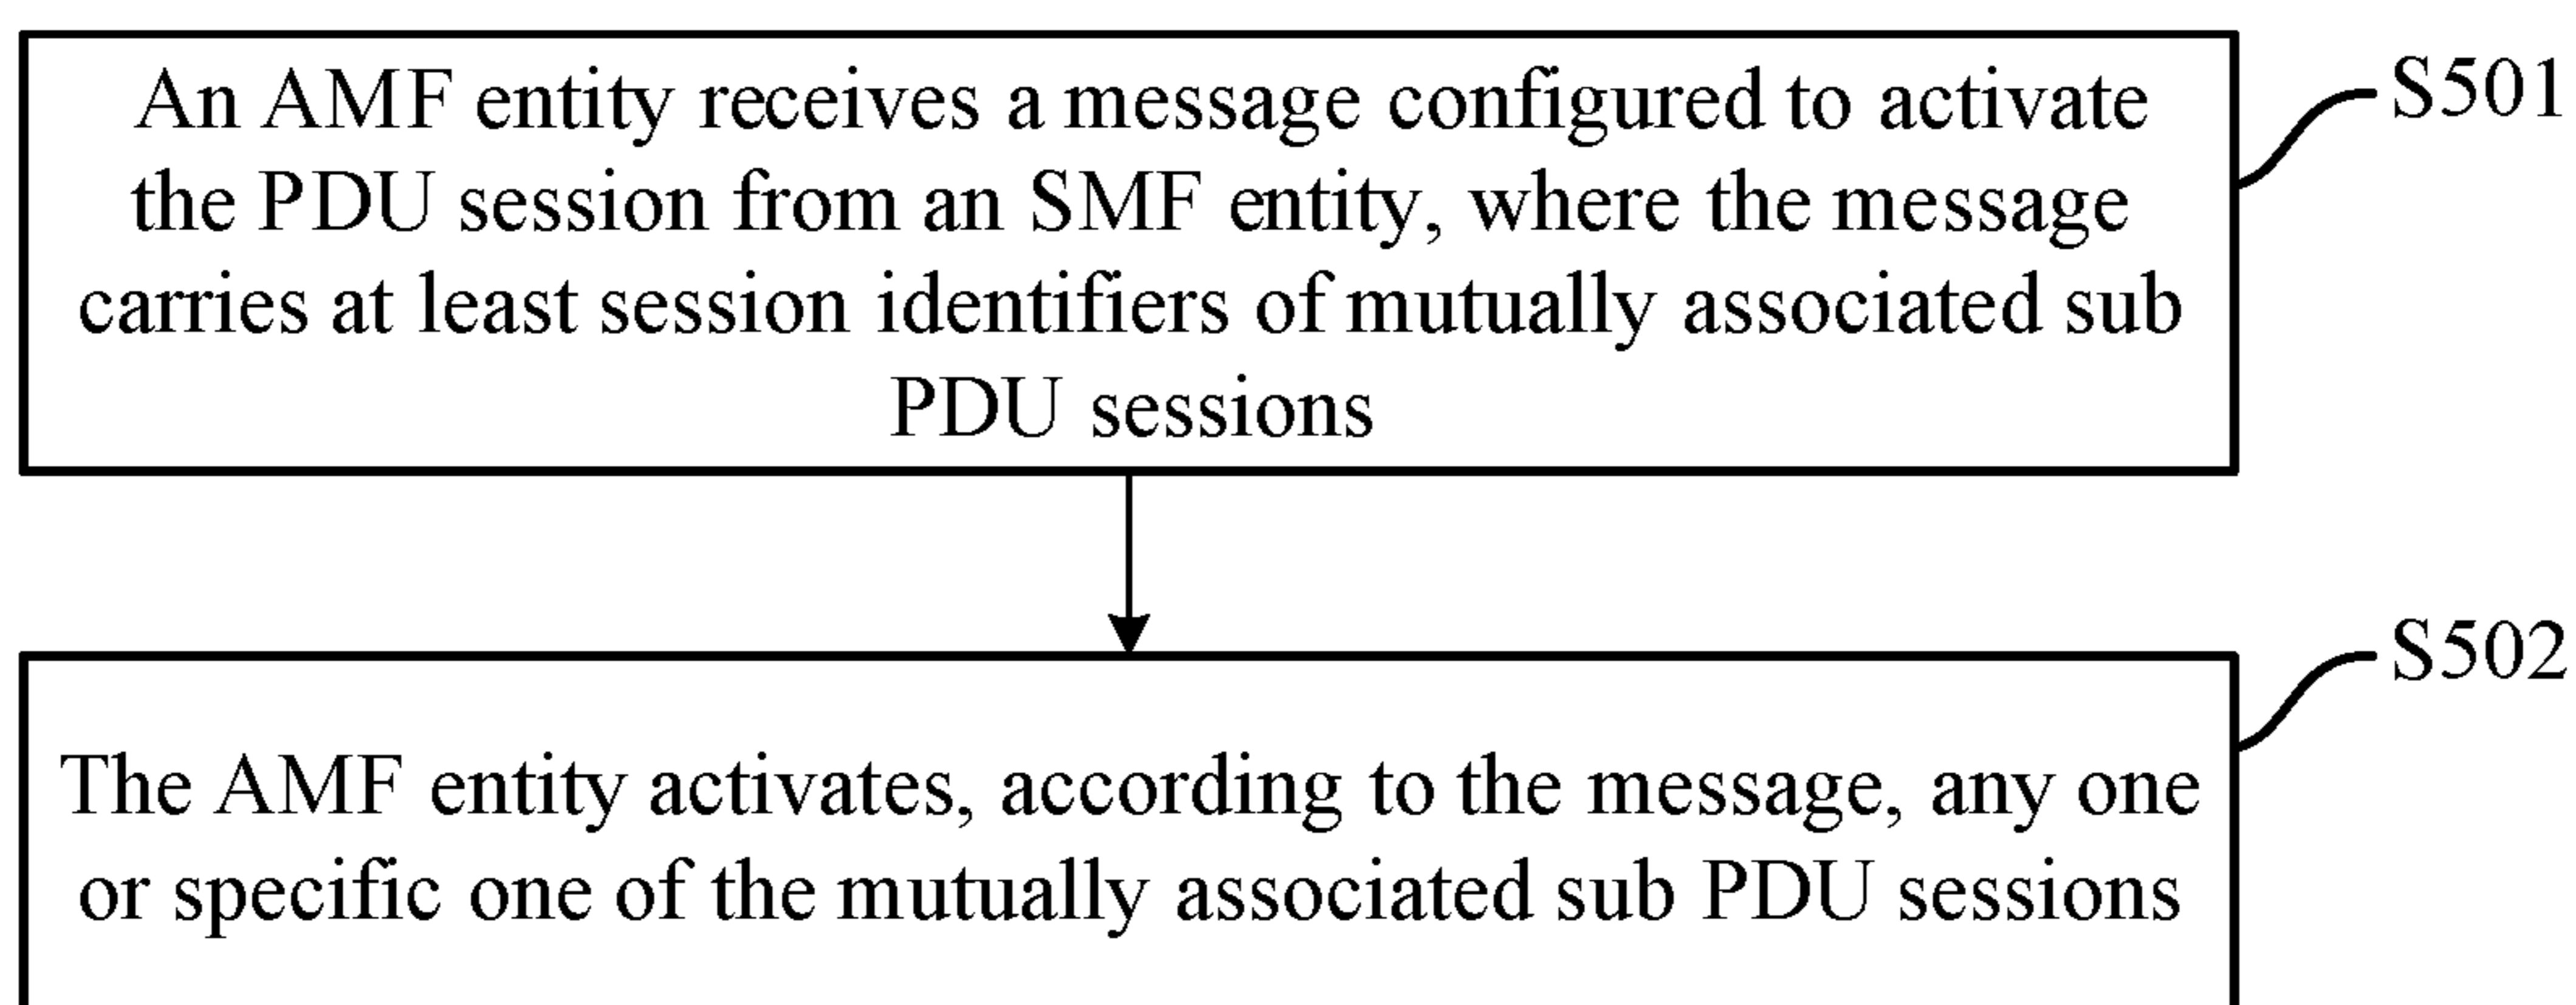 An AMF entity receives a message configured to activate
the PDU session from an SMF entity, where the message
carries at least session identifiers of mutually associated sub
PDU sessions
S501
The AMF entity activates, according to the message, any one
or specific one of the mutually associated sub PDU sessions
S502